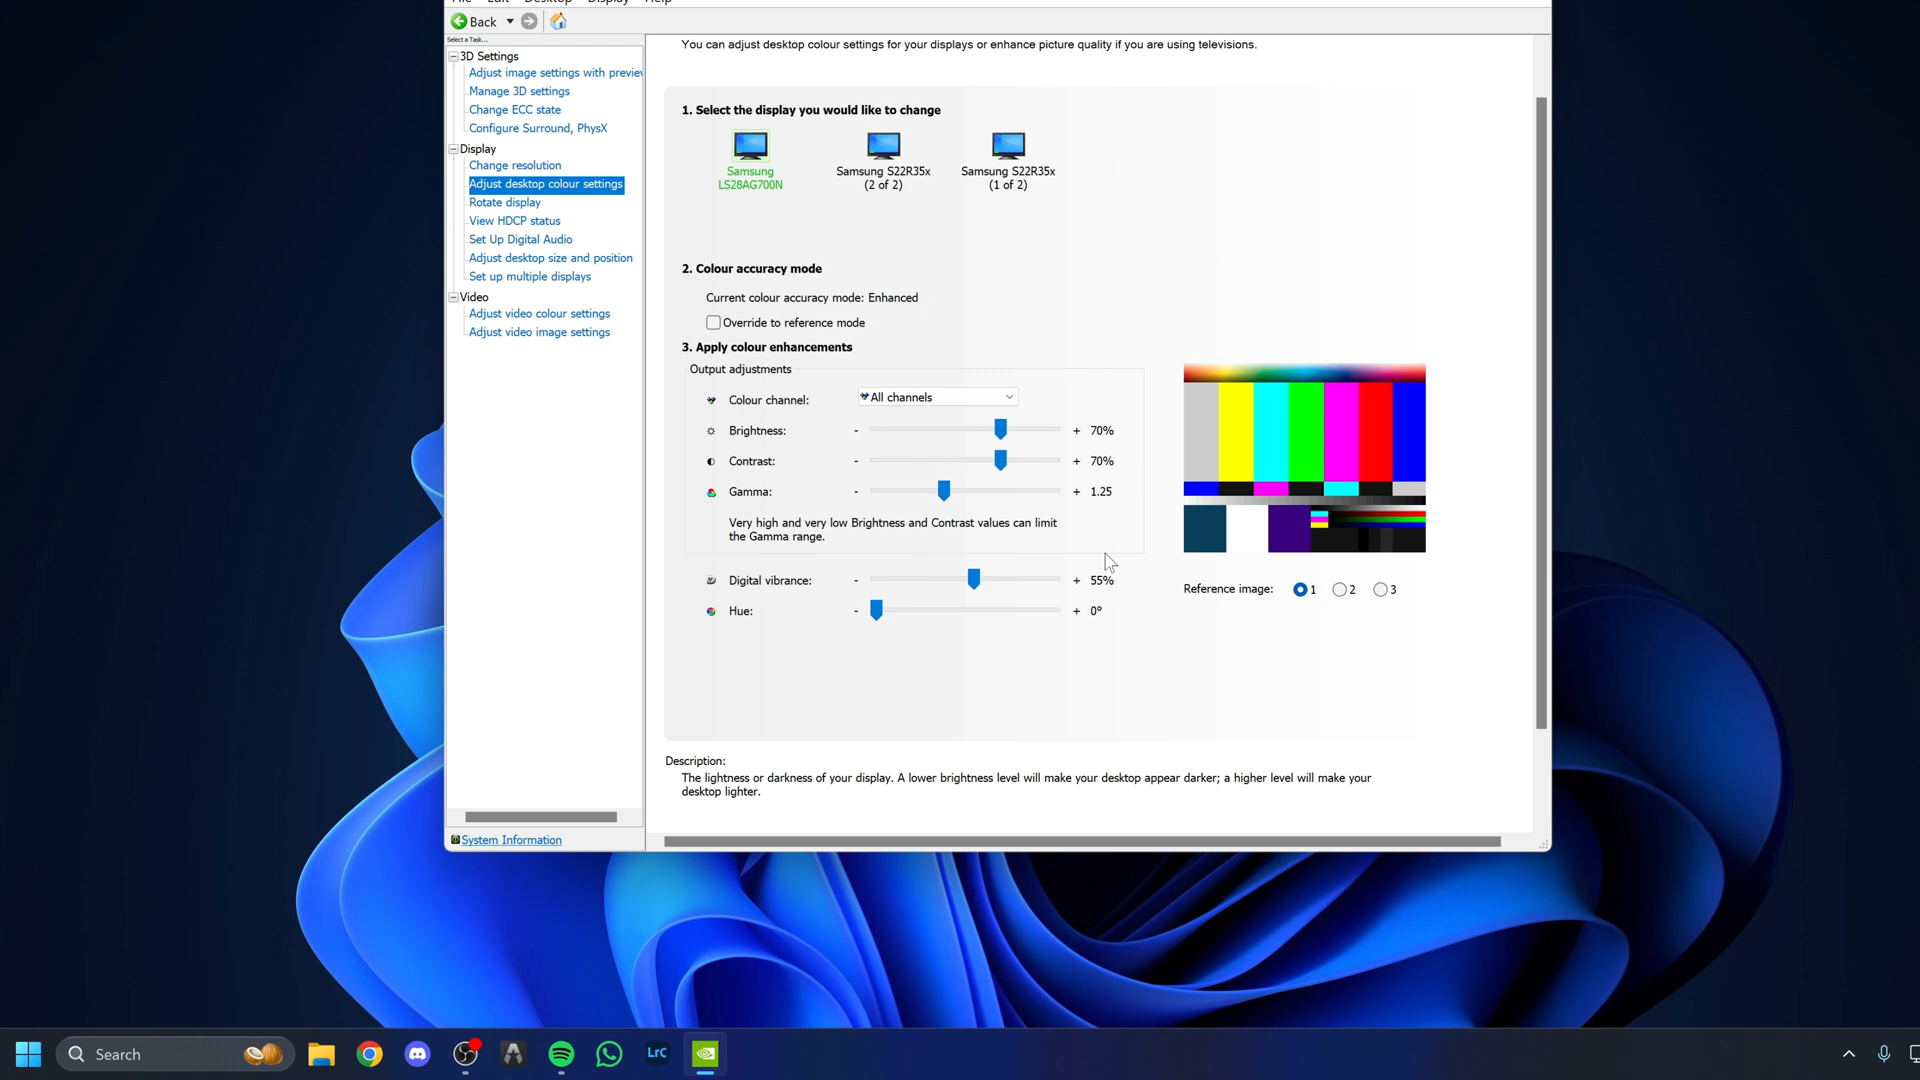 File Edit Desktop Display Help
Back
Select a Task...
3D Settings
Adjust image settings with preview
Manage 3D settings
Change ECC state
Configure Surround, PhysX
Display
Change resolution
Adjust desktop colour settings
Rotate display
View HDCP status
Set Up Digital Audio
Adjust desktop size and position
Set up multiple displays
Video
Adjust video colour settings
Adjust video image settings
System Information
You can adjust desktop colour settings for your displays or enhance picture quality if you are using televisions.
1. Select the display you would like to change
Samsung
LS28AG700N
Samsung S22R35x
(2 of 2)
Samsung S22R35x
(1 of 2)
2. Colour accuracy mode
Current colour accuracy mode: Enhanced
Override to reference mode
3. Apply colour enhancements
Output adjustments
Colour channel: All channels
Brightness: - + 70%
Contrast: - + 70%
Gamma: - + 1.25
Very high and very low Brightness and Contrast values can limit
the Gamma range.
Digital vibrance: - + 55%
Hue: - + 0°
Reference image: 1 2 3
Description:
The lightness or darkness of your display. A lower brightness level will make your desktop appear darker; a higher level will make your
desktop lighter.
Search
LrC